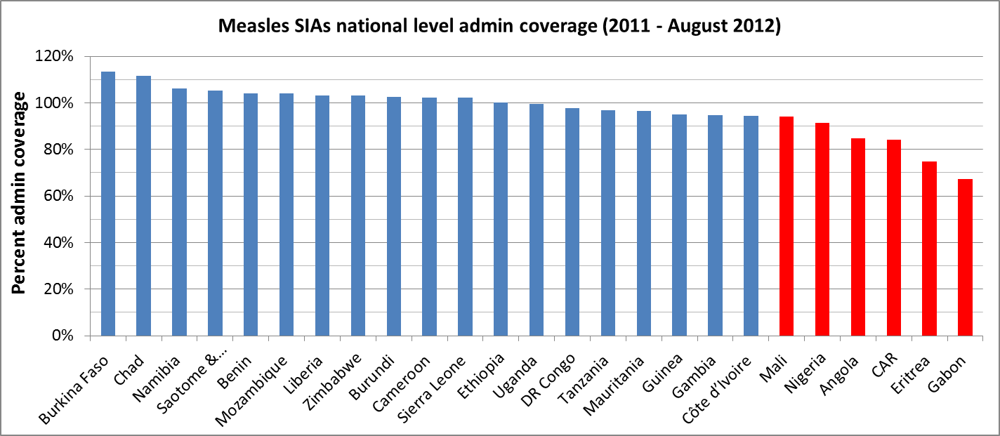 Measles SIAs national level admin coverage (2011 - August 2012)
Percent admin coverage
120%
100%
80%
60%
40%
20%
0%
Burkina Faso
Chad
Namibia
Saotome &...
Benin
Mozambique
Liberia
Zimbabwe
Burundi
Cameroon
Sierra Leone
Ethiopia
Uganda
DR Congo
Tanzania
Mauritania
Guinea
Gambia
Côte d’Ivoire
Mali
Nigeria
Angola
CAR
Eritrea
Gabon